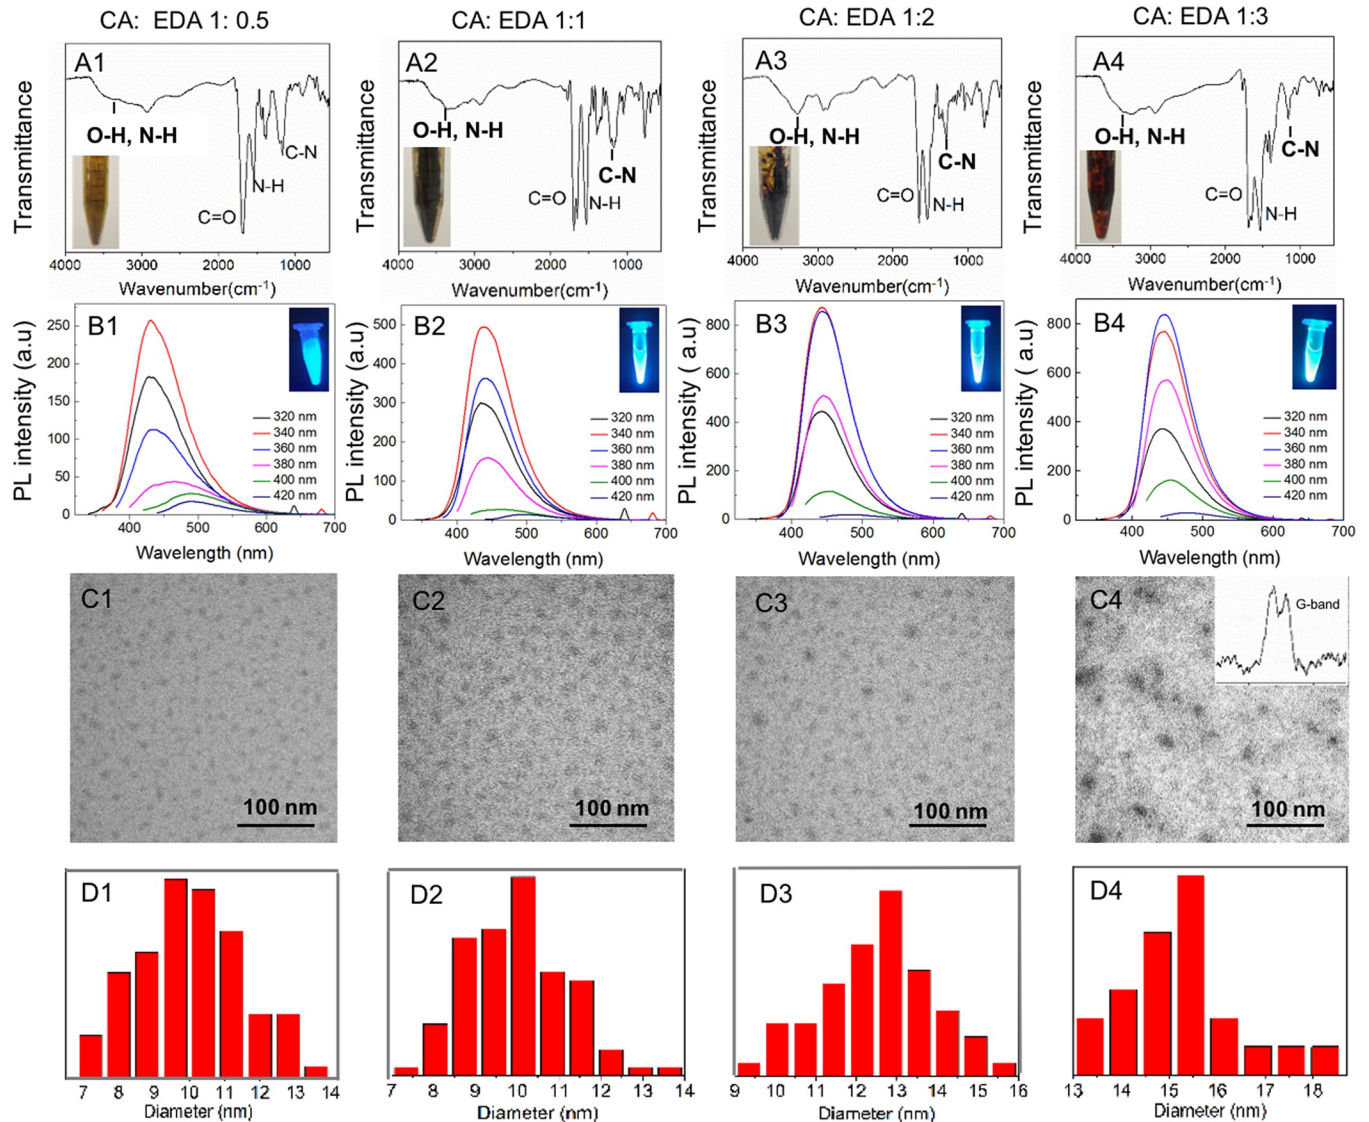 CA: EDA 1: 0.5
CA: EDA 1:1
CA: EDA 1:2
CA: EDA 1:3
A1
Transmittance
O-H, N-H
C-N
N-H
C=O
4000 3000 2000 1000
Wavenumber(cm⁻¹)
A2
Transmittance
O-H, N-H
C-N
C=O
N-H
4000 3000 2000 1000
Wavenumber(cm⁻¹)
A3
Transmittance
O-H, N-H
C-N
C=O
N-H
4000 3000 2000 1000
Wavenumber (cm⁻¹)
A4
Transmittance
O-H, N-H
C-N
C=O
N-H
4000 3000 2000 1000
Wavenumber(cm⁻¹)
B1
PL intensity (a.u)
250
200
150
100
50
0
320 nm
340 nm
360 nm
380 nm
400 nm
420 nm
400 500 600 700
Wavelength (nm)
B2
PL intensity (a.u)
500
400
300
200
100
0
320 nm
340 nm
360 nm
380 nm
400 nm
420 nm
400 500 600 700
Wavelength (nm)
B3
PL intensity ( a.u)
800
600
400
200
0
320 nm
340 nm
360 nm
380 nm
400 nm
420 nm
400 500 600 700
Wavelength (nm)
B4
PL intensity ( a.u)
800
600
400
200
0
320 nm
340 nm
360 nm
380 nm
400 nm
420 nm
400 500 600 700
Wavelength (nm)
C1
100 nm
C2
100 nm
C3
100 nm
C4
G-band
100 nm
D1
7 8 9 10 11 12 13 14
Diameter (nm)
D2
7 8 9 10 11 12 13 14
Diameter (nm)
D3
9 10 11 12 13 14 15 16
Diameter (nm)
D4
13 14 15 16 17 18
Diameter (nm)